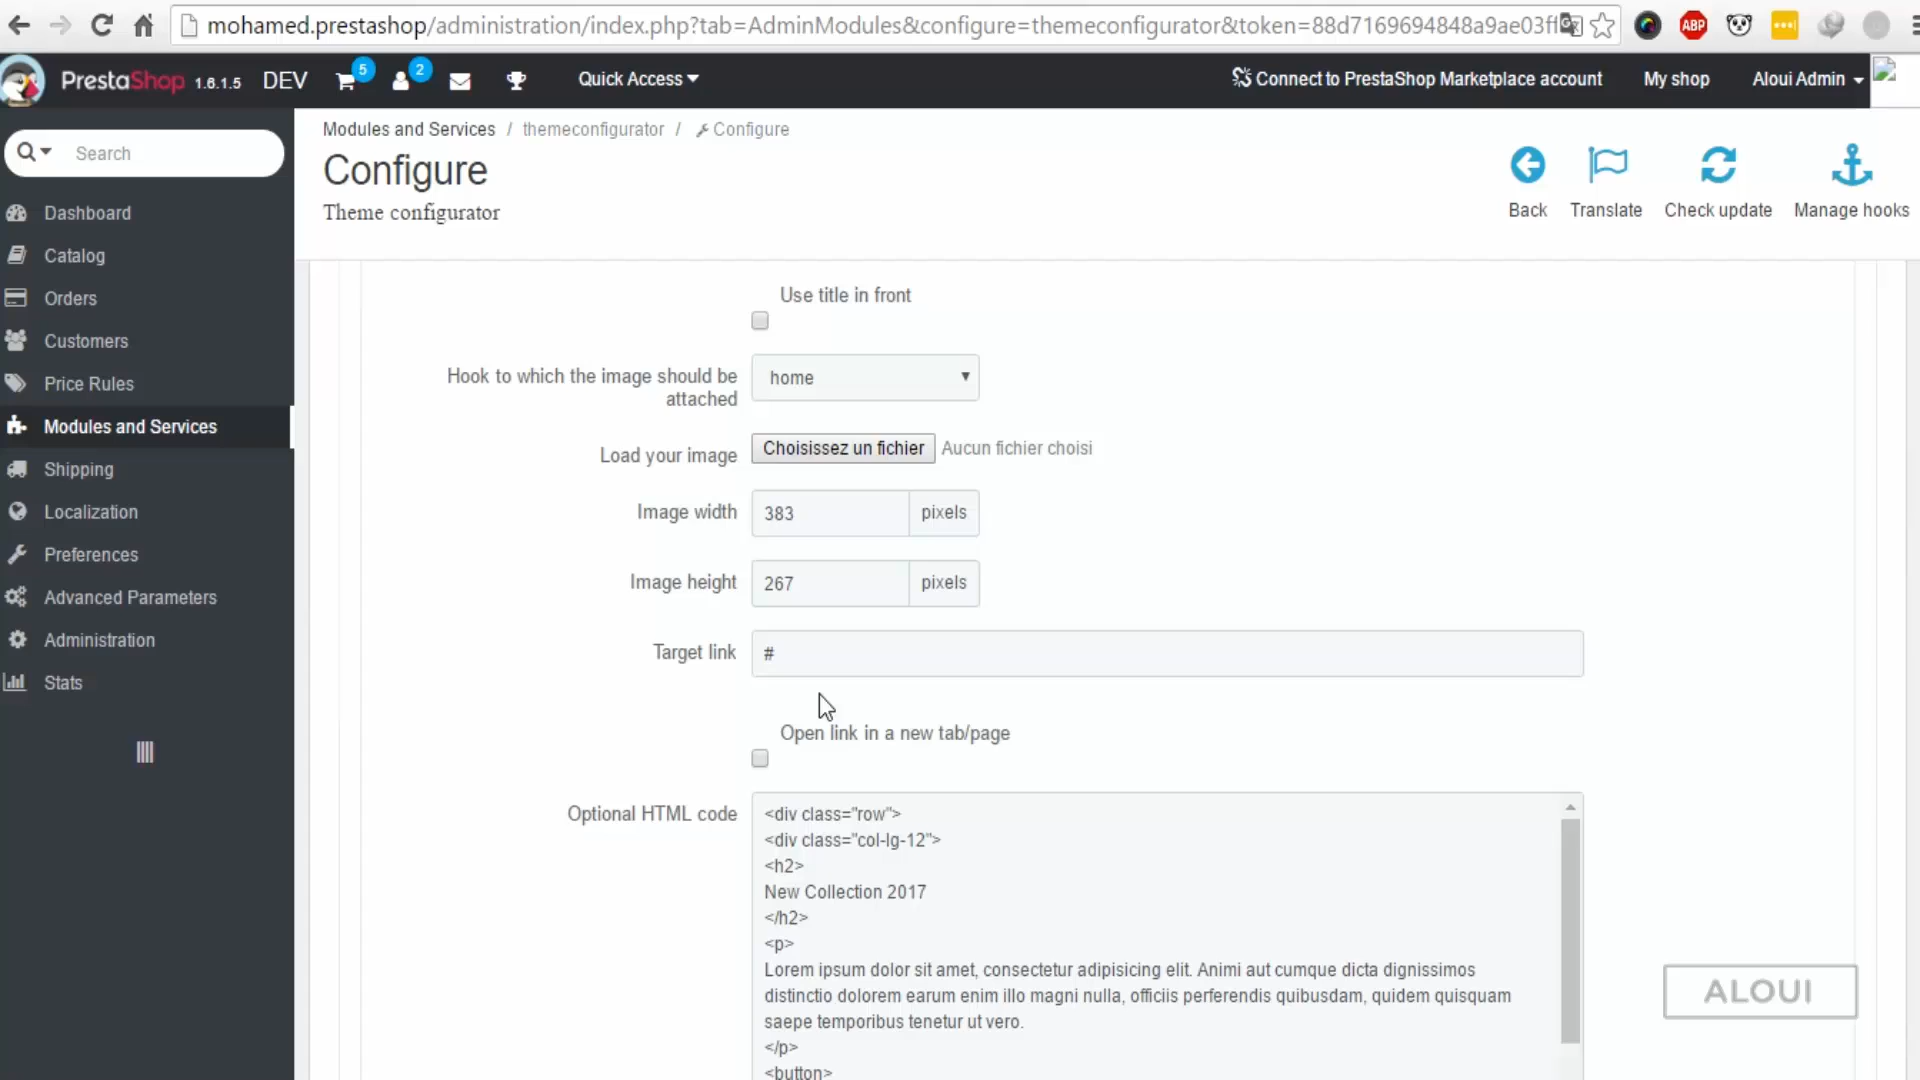 mohamed.prestashop/administration/index.php?tab=AdminModules&configure=themeconfigurator&token=88d7169694848a9ae03ff
ABP
PrestaShop 1.6.1.5 DEV 5 2 Quick Access Connect to PrestaShop Marketplace account My shop Aloui Admin
Search
Dashboard
Catalog
Orders
Customers
Price Rules
Modules and Services
Shipping
Localization
Preferences
Advanced Parameters
Administration
Stats
Modules and Services / themeconfigurator / Configure
Configure
Theme configurator
Back Translate Check update Manage hooks
Use title in front
Hook to which the image should be
attached
home
Load your image Choisissez un fichier Aucun fichier choisi
Image width 383 pixels
Image height 267 pixels
Target link #
Open link in a new tab/page
Optional HTML code
<div class="row">
<div class="col-lg-12">
<h2>
New Collection 2017
</h2>
<p>
Lorem ipsum dolor sit amet, consectetur adipisicing elit. Animi aut cumque dicta dignissimos
distinctio dolorem earum enim illo magni nulla, officiis perferendis quibusdam, quidem quisquam
saepe temporibus tenetur ut vero.
</p>
<button>
ALOUI